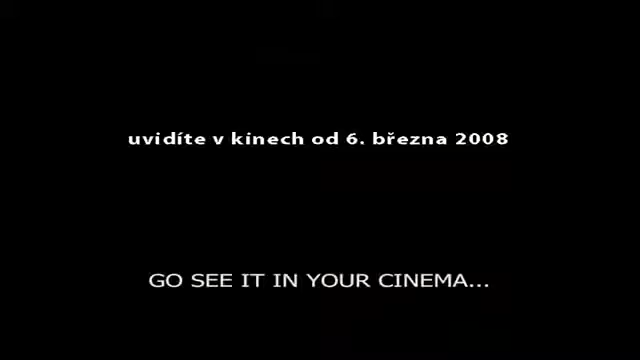 uvidíte v kinech od 6. března 2008
GO SEE IT IN YOUR CINEMA...